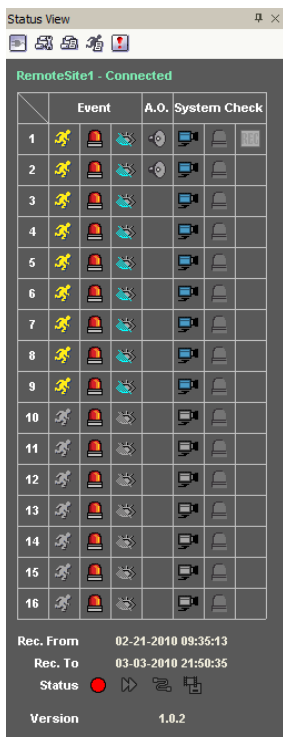 Status View
RemoteSite1 - Connected
Event A.O. System Check
1 REC
2
3
4
5
6
7
8
9
10
11
12
13
14
15
16
Rec. From 02-21-2010 09:35:13
Rec. To 03-03-2010 21:50:35
Status
Version 1.0.2